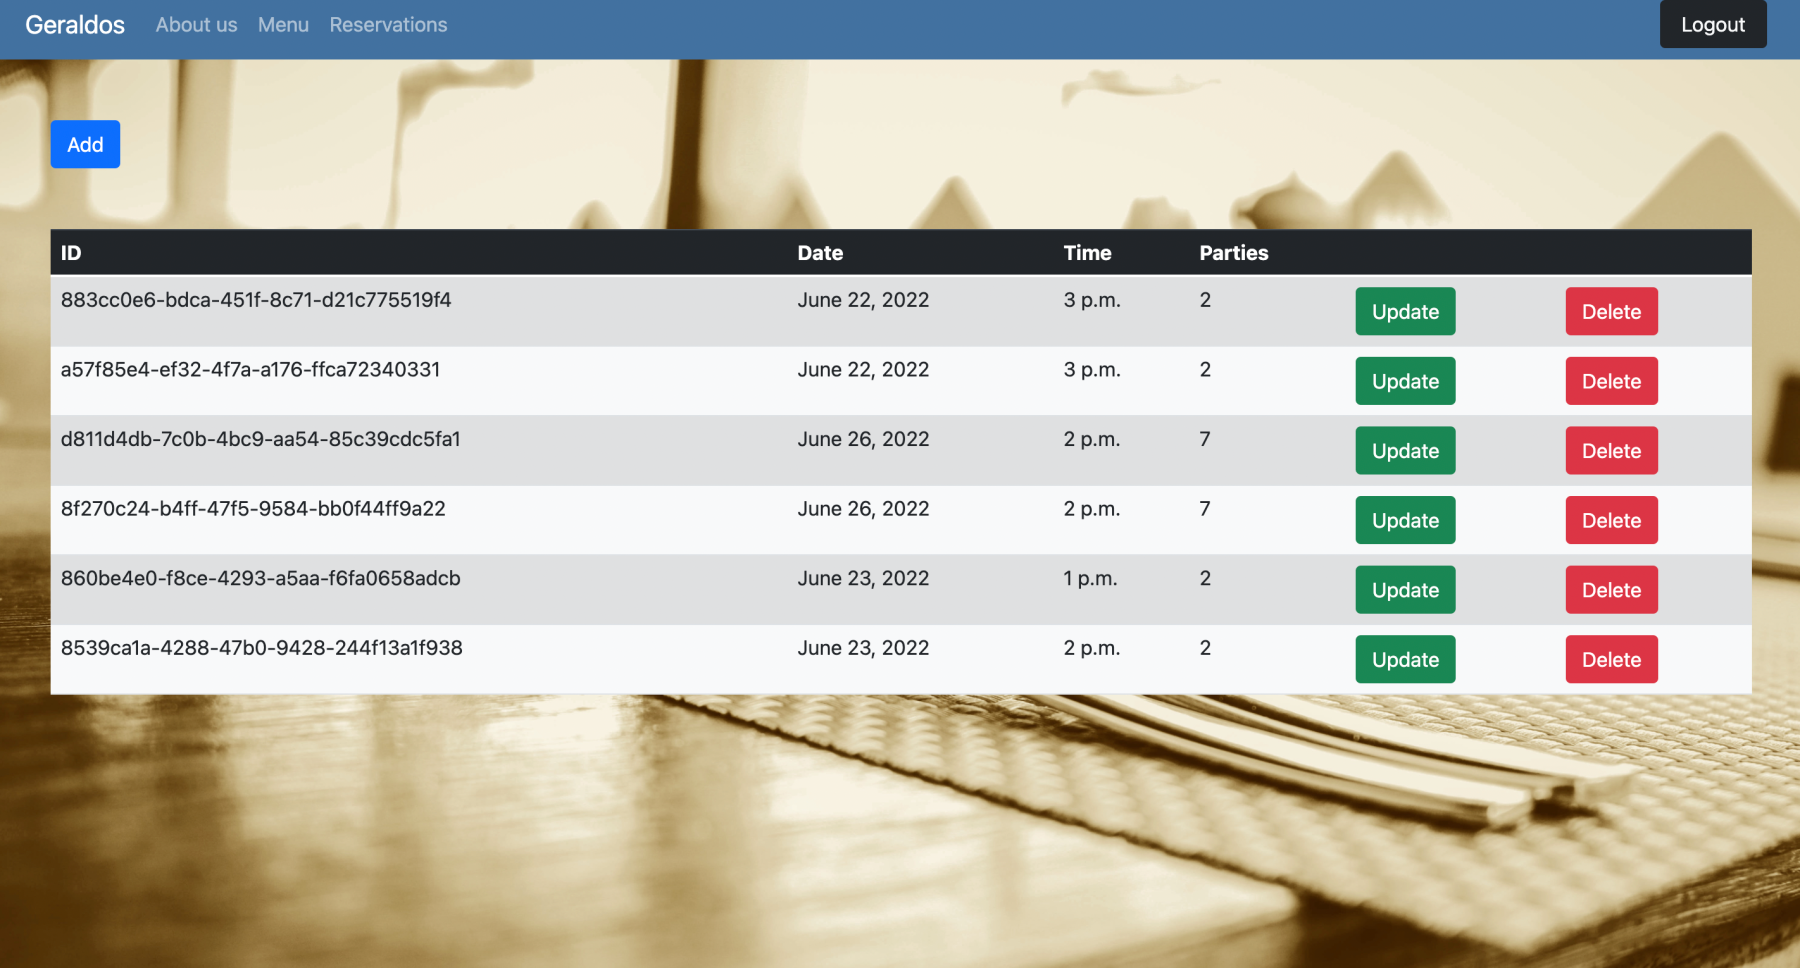 Geraldos About us Menu Reservations Logout
Add
ID Date Time Parties
883cc0e6-bdca-451f-8c71-d21c775519f4 June 22, 2022 3 p.m. 2 Update Delete
a57f85e4-ef32-4f7a-a176-ffca72340331 June 22, 2022 3 p.m. 2 Update Delete
d811d4db-7c0b-4bc9-aa54-85c39cdc5fa1 June 26, 2022 2 p.m. 7 Update Delete
8f270c24-b4ff-47f5-9584-bb0f44ff9a22 June 26, 2022 2 p.m. 7 Update Delete
860be4e0-f8ce-4293-a5aa-f6fa0658adcb June 23, 2022 1 p.m. 2 Update Delete
8539ca1a-4288-47b0-9428-244f13a1f938 June 23, 2022 2 p.m. 2 Update Delete